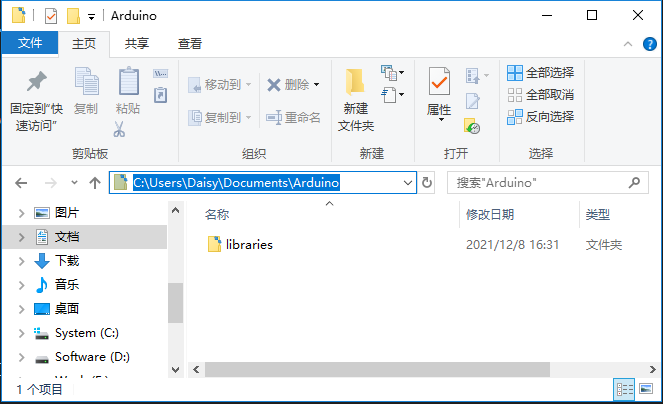 Arduino
文件 主页 共享 查看
固定到"快速访问"
复制
粘贴
移动到
复制到
删除
重命名
新建
文件夹
属性
全部选择
全部取消
反向选择
剪贴板 组织 新建 打开 选择
C:\Users\Daisy\Documents\Arduino
搜索"Arduino"
名称 修改日期 类型
图片
文档
下载
音乐
桌面
System (C:)
Software (D:)
libraries 2021/12/8 16:31 文件夹
1 个项目